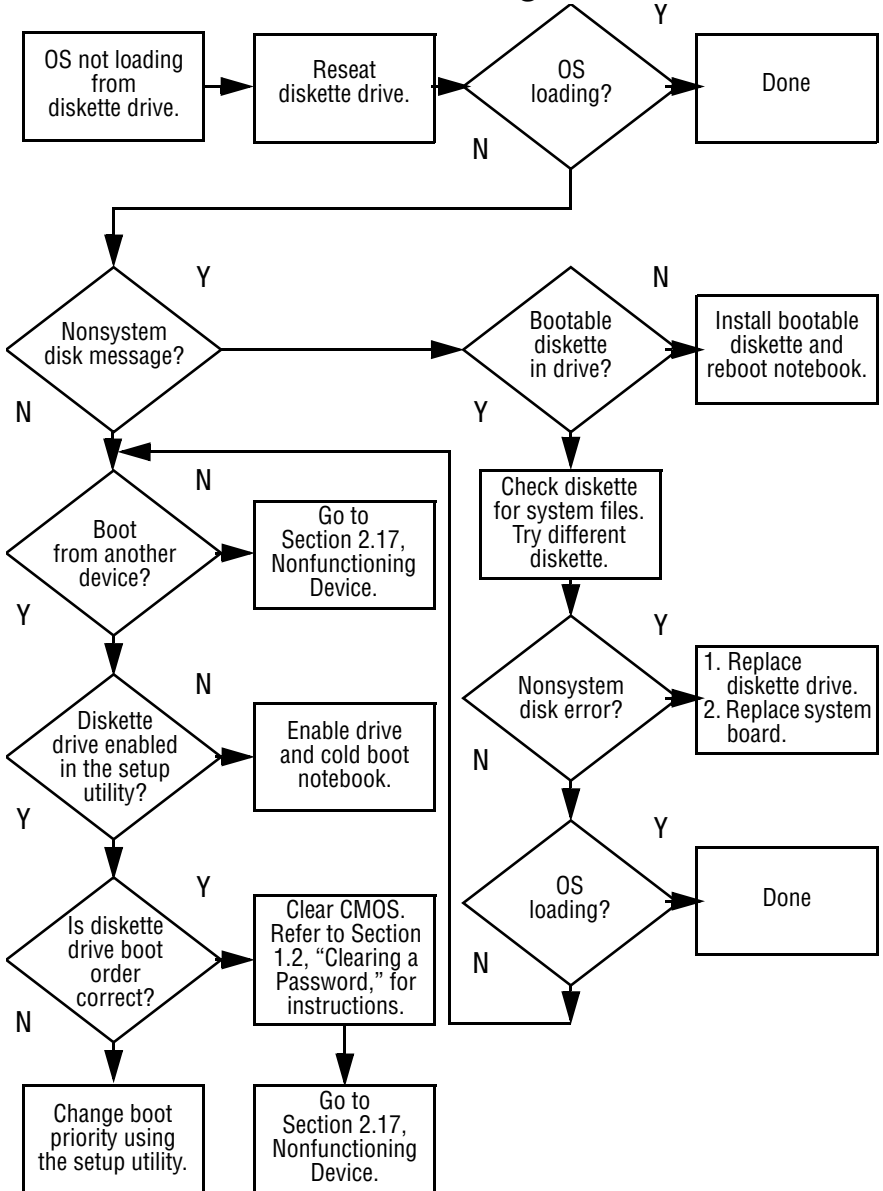 Y
OS not loading
from
diskette drive.
Reseat
diskette drive.
OS
loading?
Done
N
Y
Nonsystem
disk message?
N
Bootable
diskette
in drive?
N
Y
Install bootable
diskette and
reboot notebook.
N
Boot
from another
device?
Y
Go to
Section 2.17,
Nonfunctioning
Device.
Check diskette
for system files.
Try different
diskette.
N
Diskette
drive enabled
in the setup
utility?
Y
Enable drive
and cold boot
notebook.
Y
Nonsystem
disk error?
N
1. Replace
diskette drive.
2. Replace system
board.
Y
Is diskette
drive boot
order
correct?
N
Clear CMOS.
Refer to Section
1.2, “Clearing a
Password,” for
instructions.
Y
OS
loading?
N
Done
Change boot
priority using
the setup utility.
Go to
Section 2.17,
Nonfunctioning
Device.